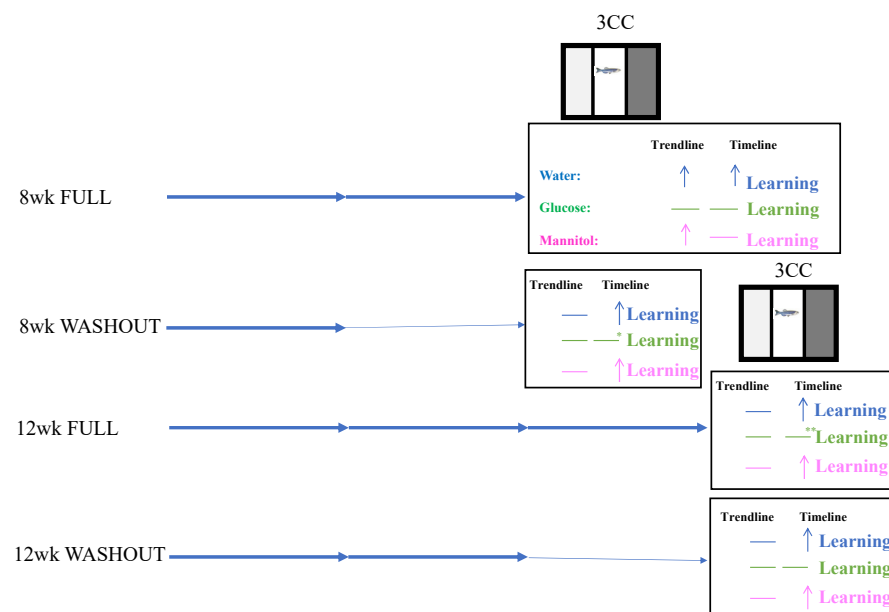 3CC
Trendline Timeline
Water: Learning
8wk FULL
Glucose: Learning
Mannitol: Learning
3CC
Trendline Timeline
Learning
8wk WASHOUT
* Learning
Learning
Trendline Timeline
Learning
12wk FULL
**Learning
Learning
Trendline Timeline
Learning
12wk WASHOUT
Learning
Learning